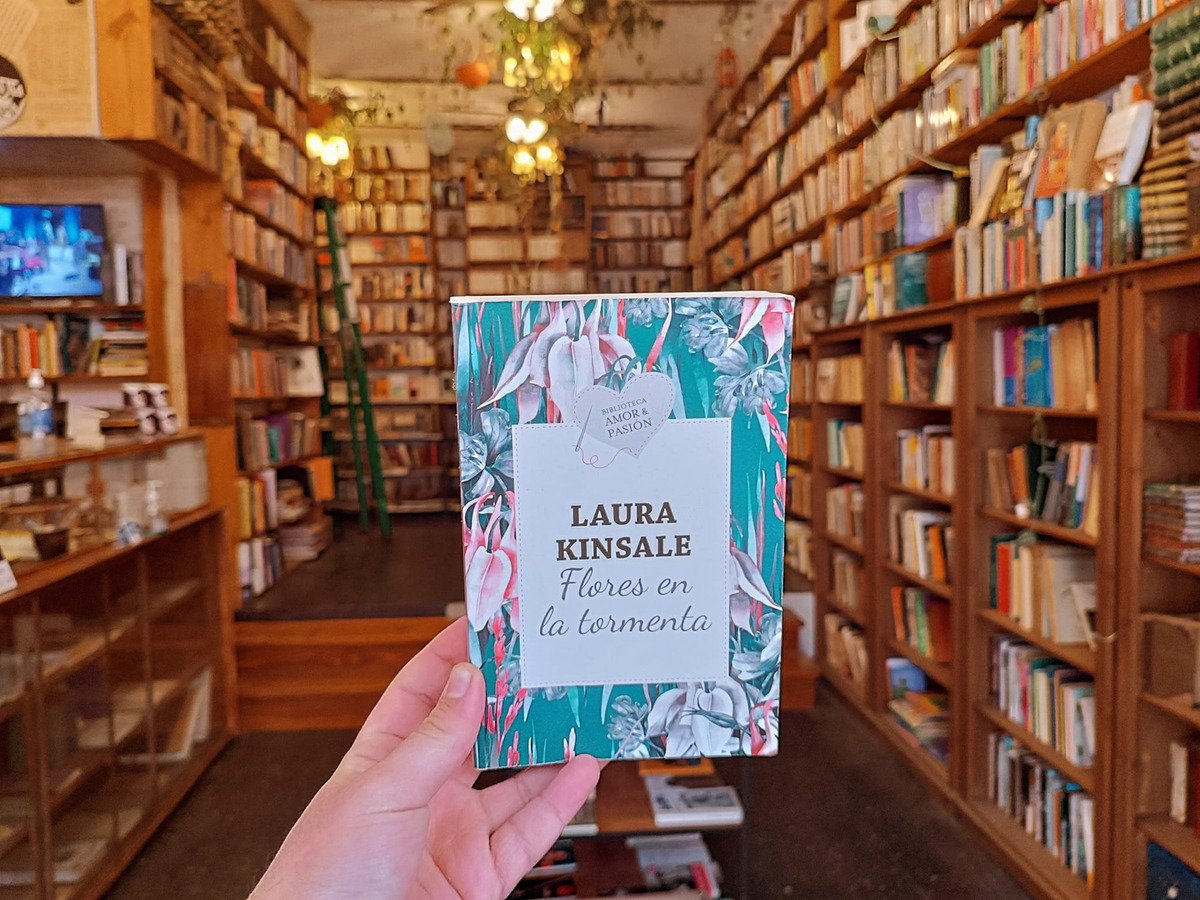 BIBLIOTECA
AMOR &
PASIÓN
LAURA
KINSALE
Flores en
la tormenta